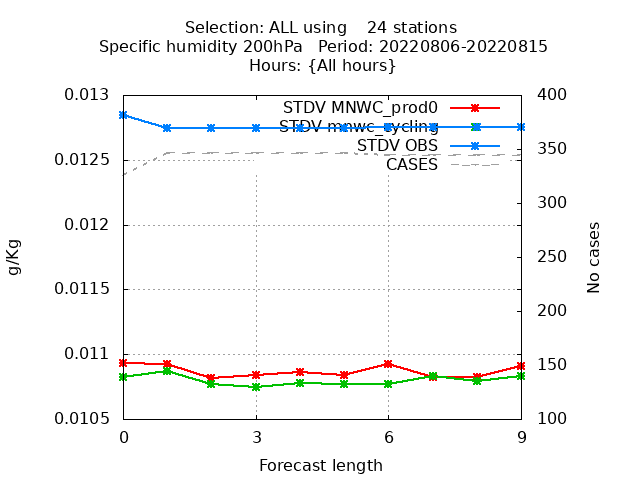 Selection: ALL using    24 stations
Specific humidity 200hPa   Period: 20220806-20220815
Hours: {All hours}
0.013
0.0125
0.012
0.0115
0.011
0.0105
g/Kg
STDV MNWC_prod0
STDV mnwc_cycling
STDV OBS
CASES
400
350
300
250
200
150
100
No cases
0
3
6
9
Forecast length